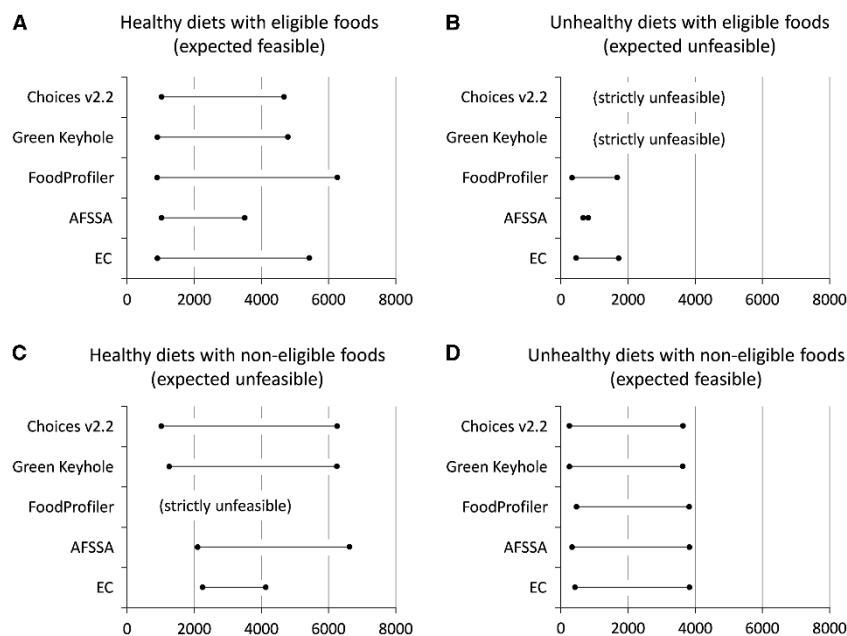 A
Healthy diets with eligible foods
(expected feasible)
Choices v2.2
Green Keyhole
FoodProfiler
AFSSA
EC
0 2000 4000 6000 8000
B
Unhealthy diets with eligible foods
(expected unfeasible)
Choices v2.2 (strictly unfeasible)
Green Keyhole (strictly unfeasible)
FoodProfiler
AFSSA
EC
0 2000 4000 6000 8000
C
Healthy diets with non-eligible foods
(expected unfeasible)
Choices v2.2
Green Keyhole
FoodProfiler (strictly unfeasible)
AFSSA
EC
0 2000 4000 6000 8000
D
Unhealthy diets with non-eligible foods
(expected feasible)
Choices v2.2
Green Keyhole
FoodProfiler
AFSSA
EC
0 2000 4000 6000 8000